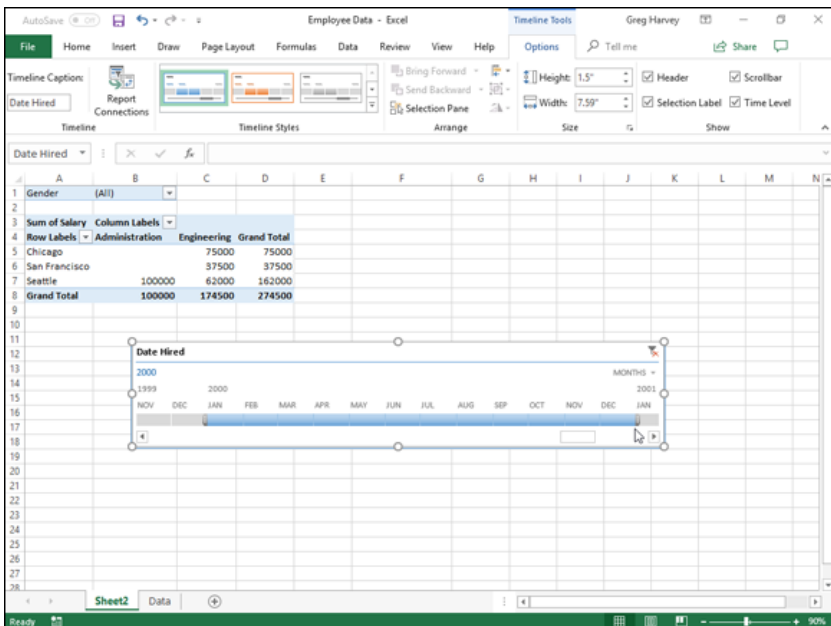 AutoSave Off Employee Data - Excel Timeline Tools Greg Harvey
File Home Insert Draw Page Layout Formulas Data Review View Help Options Tell me Share
Timeline Caption:
Date Hired
Report Connections
Timeline
Timeline Styles
Bring Forward
Send Backward
Selection Pane
Arrange
Height: 1.5"
Width: 7.59"
Size
Header Scrollbar
Selection Label Time Level
Show
Date Hired fx
A B C D E F G H I J K L M N
1 Gender (All)
2
3 Sum of Salary Column Labels
4 Row Labels Administration Engineering Grand Total
5 Chicago 75000 75000
6 San Francisco 37500 37500
7 Seattle 100000 62000 162000
8 Grand Total 100000 174500 274500
9
10
11
12 Date Hired
13 2000 MONTHS
14 1999 2000 2001
15 NOV DEC JAN FEB MAR APR MAY JUN JUL AUG SEP OCT NOV DEC JAN
16
17
18
19
20
21
22
23
24
25
26
27
28
Sheet2 Data
Ready 90%